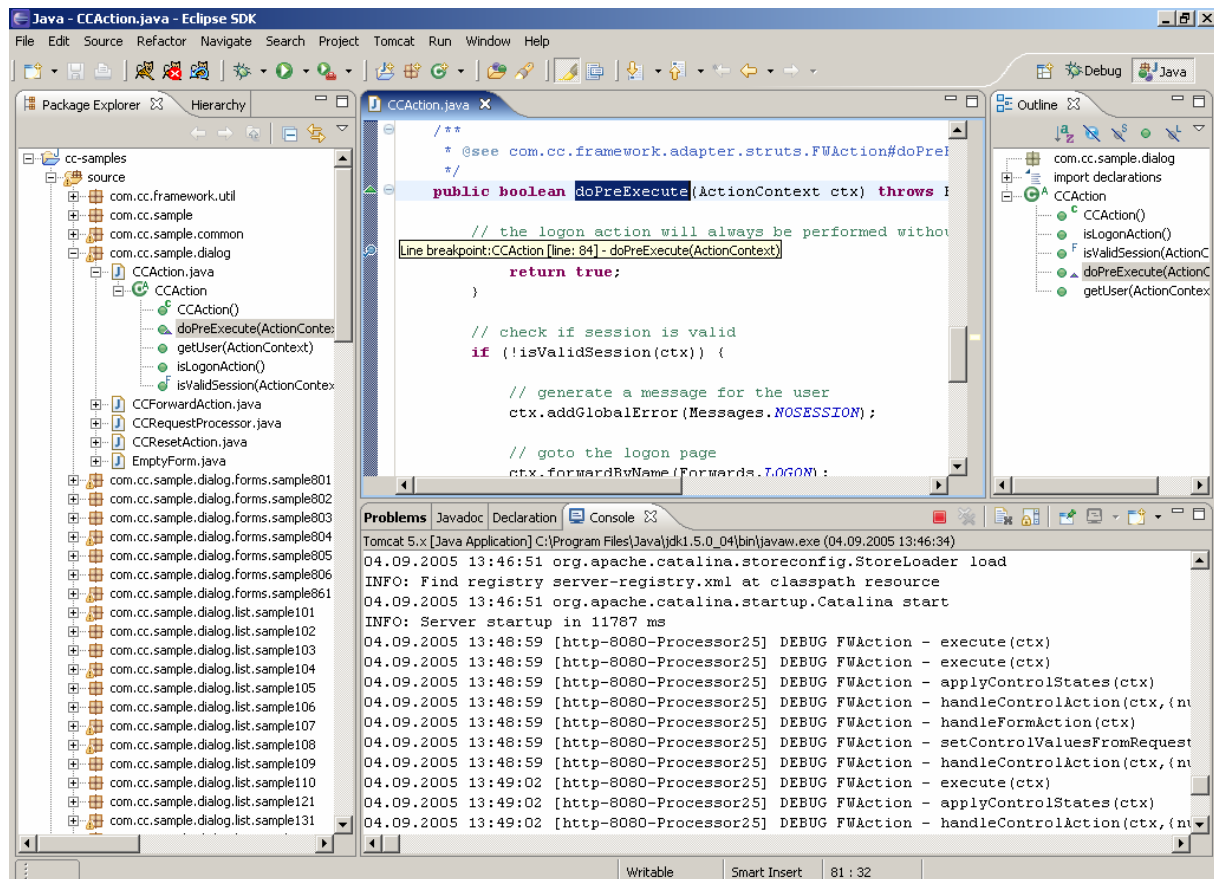 Java - CCAction.java - Eclipse SDK
File Edit Source Refactor Navigate Search Project Tomcat Run Window Help
Debug Java
Package Explorer Hierarchy
cc-samples
source
com.cc.framework.util
com.cc.sample
com.cc.sample.common
com.cc.sample.dialog
CCAction.java
CCAction
CCAction()
doPreExecute(ActionConte
getUser(ActionContext)
isLogonAction()
isValidSession(ActionContex
CCForwardAction.java
CCRequestProcessor.java
CCResetAction.java
EmptyForm.java
com.cc.sample.dialog.forms.sample801
com.cc.sample.dialog.forms.sample802
com.cc.sample.dialog.forms.sample803
com.cc.sample.dialog.forms.sample804
com.cc.sample.dialog.forms.sample805
com.cc.sample.dialog.forms.sample806
com.cc.sample.dialog.forms.sample861
com.cc.sample.dialog.list.sample101
com.cc.sample.dialog.list.sample102
com.cc.sample.dialog.list.sample103
com.cc.sample.dialog.list.sample104
com.cc.sample.dialog.list.sample105
com.cc.sample.dialog.list.sample106
com.cc.sample.dialog.list.sample107
com.cc.sample.dialog.list.sample108
com.cc.sample.dialog.list.sample109
com.cc.sample.dialog.list.sample110
com.cc.sample.dialog.list.sample121
com.cc.sample.dialog.list.sample131
CCAction.java
/**
* @see com.cc.framework.adapter.struts.FWAction#doPreE
*/
public boolean doPreExecute(ActionContext ctx) throws
// the logon action will always be performed withou
Line breakpoint:CCAction [line: 84] - doPreExecute(ActionContext)
return true;
}
// check if session is valid
if (!isValidSession(ctx)) {
// generate a message for the user
ctx.addGlobalError(Messages.NOSESSION);
// goto the logon page
ctx.forwardByName(Forwards.LOGON);
Outline
com.cc.sample.dialog
import declarations
CCAction
CCAction()
isLogonAction()
isValidSession(ActionC
doPreExecute(ActionC
getUser(ActionContex
Problems Javadoc Declaration Console
Tomcat 5.x [Java Application] C:\Program Files\Java\jdk1.5.0_04\bin\javaw.exe (04.09.2005 13:46:34)
04.09.2005 13:46:51 org.apache.catalina.storeconfig.StoreLoader load
INFO: Find registry server-registry.xml at classpath resource
04.09.2005 13:46:51 org.apache.catalina.startup.Catalina start
INFO: Server startup in 11787 ms
04.09.2005 13:48:59 [http-8080-Processor25] DEBUG FWAction - execute(ctx)
04.09.2005 13:48:59 [http-8080-Processor25] DEBUG FWAction - execute(ctx)
04.09.2005 13:48:59 [http-8080-Processor25] DEBUG FWAction - applyControlStates(ctx)
04.09.2005 13:48:59 [http-8080-Processor25] DEBUG FWAction - handleControlAction(ctx,{nu
04.09.2005 13:48:59 [http-8080-Processor25] DEBUG FWAction - handleFormAction(ctx)
04.09.2005 13:48:59 [http-8080-Processor25] DEBUG FWAction - setControlValuesFromRequest
04.09.2005 13:48:59 [http-8080-Processor25] DEBUG FWAction - handleControlAction(ctx,{nu
04.09.2005 13:49:02 [http-8080-Processor25] DEBUG FWAction - execute(ctx)
04.09.2005 13:49:02 [http-8080-Processor25] DEBUG FWAction - applyControlStates(ctx)
04.09.2005 13:49:02 [http-8080-Processor25] DEBUG FWAction - handleControlAction(ctx,{nu
Writable Smart Insert 81 : 32